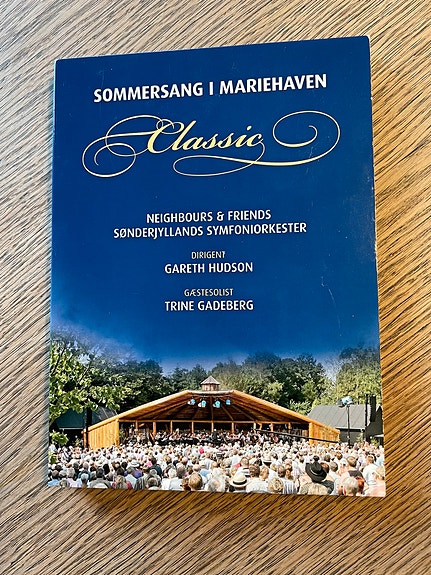 SOMMERSANG I MARIEHAVEN
Classic
NEIGHBOURS & FRIENDS
SØNDERJYLLANDS SYMFONIORKESTER
DIRIGENT
GARETH HUDSON
GÆSTESOLIST
TRINE GADEBERG